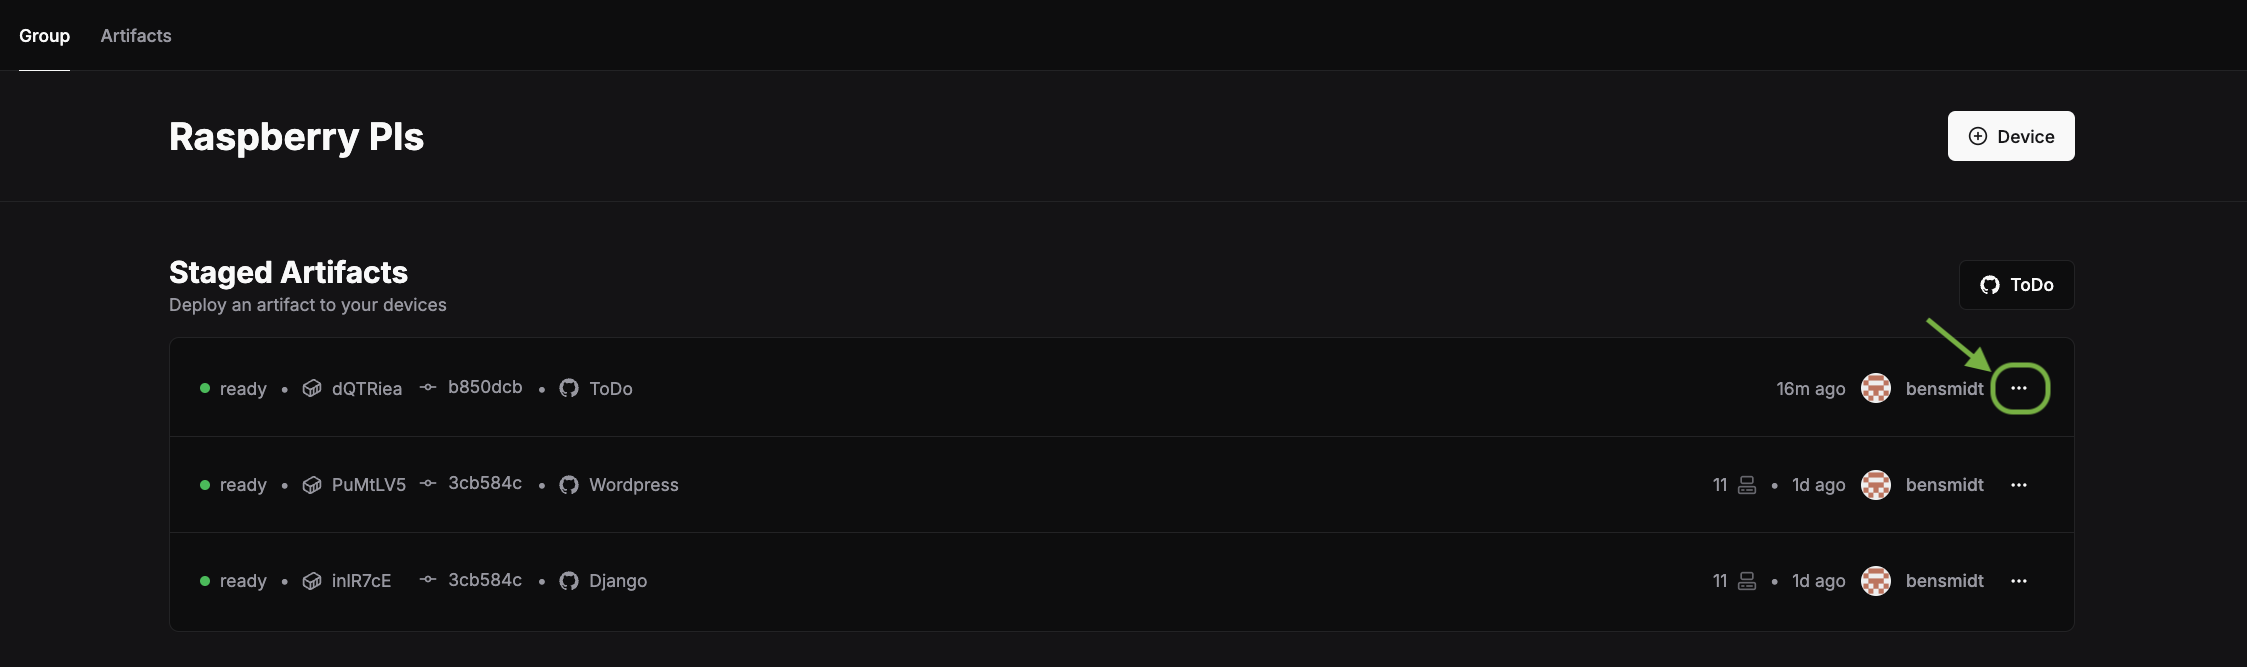 Group Artifacts
Raspberry PIs
Device
Staged Artifacts
Deploy an artifact to your devices
ToDo
ready • dQTRiea b850dcb • ToDo 16m ago bensmidt ...
ready • PuMtLV5 3cb584c • Wordpress 11 • 1d ago bensmidt ...
ready • inIR7cE 3cb584c • Django 11 • 1d ago bensmidt ...